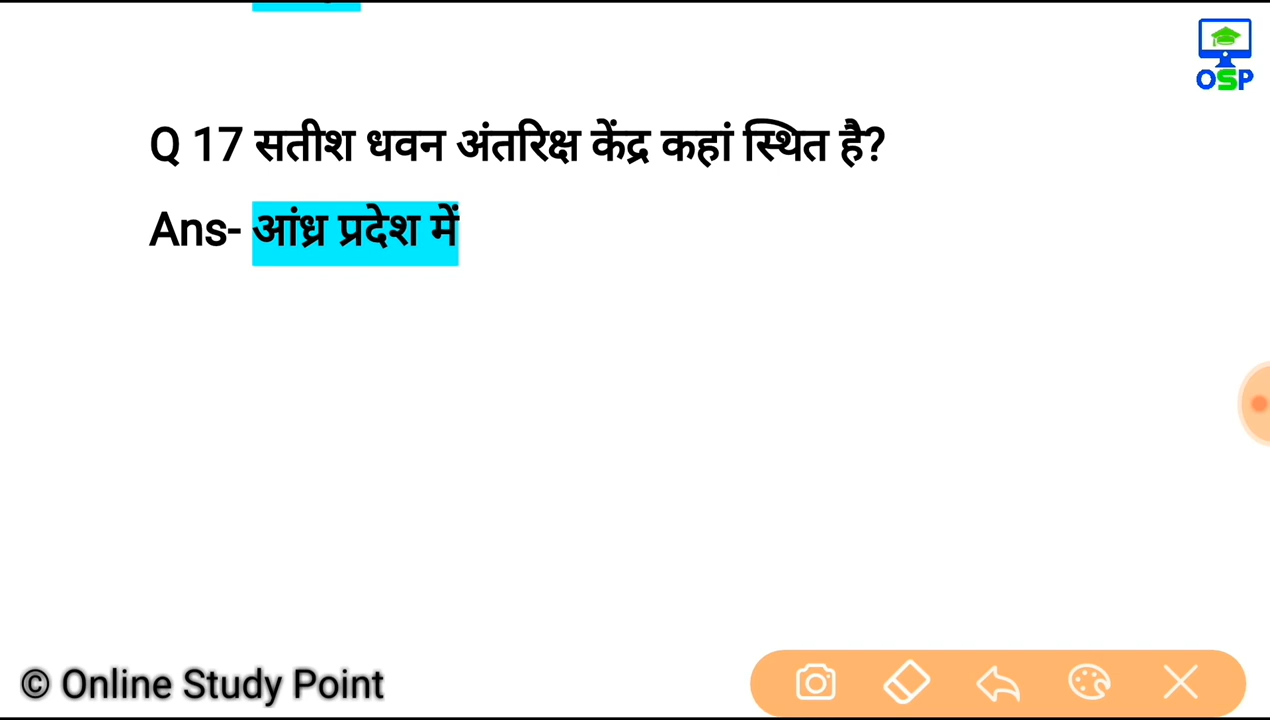 OSP
Q 17 सतीश धवन अंतरिक्ष केंद्र कहां स्थित है?
Ans- आंध्र प्रदेश में
© Online Study Point